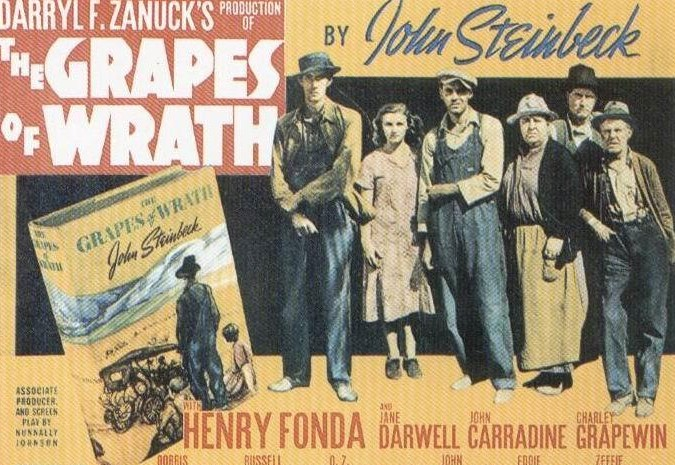 DARRYL F. ZANUCK'S PRODUCTION OF
THE GRAPES
OF WRATH
BY John Steinbeck
THE
GRAPES of WRATH
John Steinbeck
THE
GRAPES
of
WRATH
ASSOCIATE
PRODUCER,
AND SCREEN
PLAY BY
NUNNALLY
JOHNSON
WITH
HENRY FONDA
AND
JANE
DARWELL
JOHN
CARRADINE
CHARLEY
GRAPEWIN
DORRIS
RUSSELL
O. Z.
JOHN
EDDIE
ZEFFIE